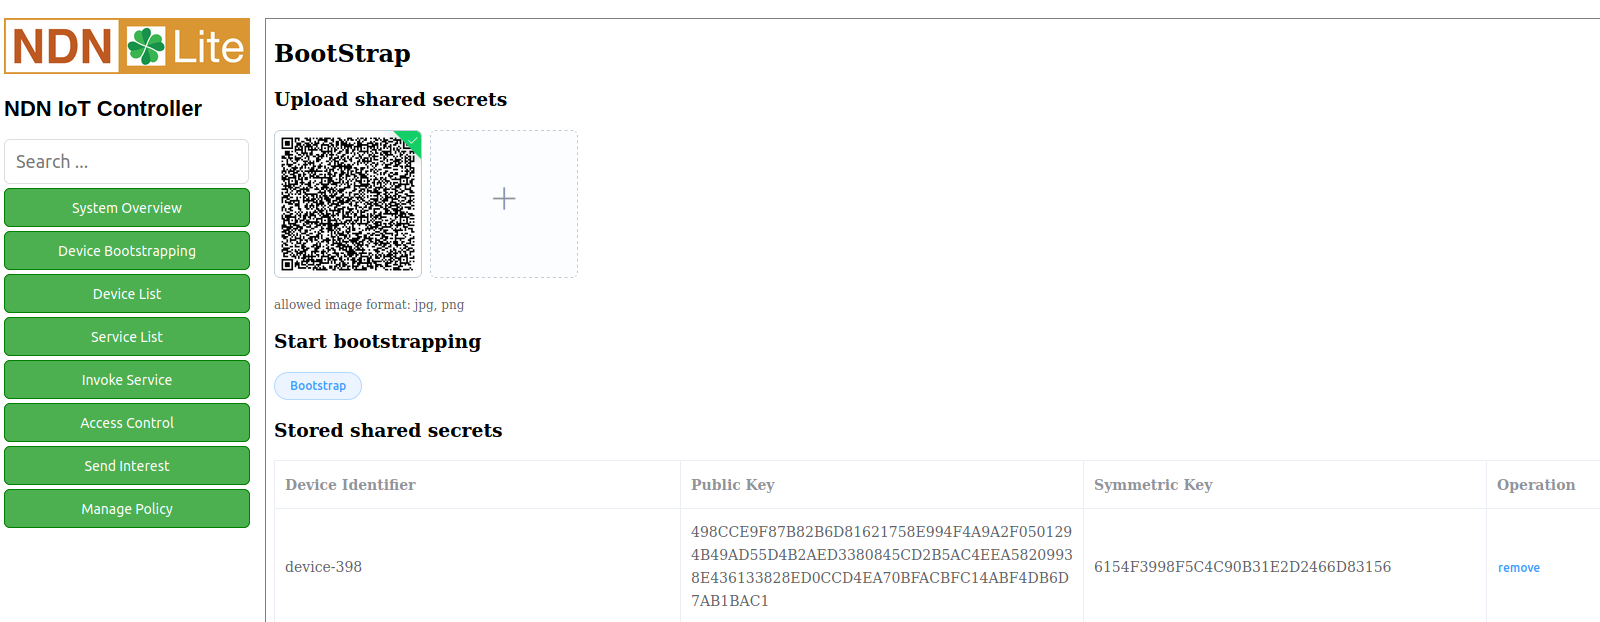 NDN Lite
NDN IoT Controller
Search ...
System Overview
Device Bootstrapping
Device List
Service List
Invoke Service
Access Control
Send Interest
Manage Policy
BootStrap
Upload shared secrets
allowed image format: jpg, png
Start bootstrapping
Bootstrap
Stored shared secrets
Device Identifier Public Key Symmetric Key Operation
device-398
498CCE9F87B82B6D81621758E994F4A9A2F050129
4B49AD55D4B2AED3380845CD2B5AC4EEA5820993
8E436133828ED0CCD4EA70BFACBFC14ABF4DB6D
7AB1BAC1
6154F3998F5C4C90B31E2D2466D83156
remove